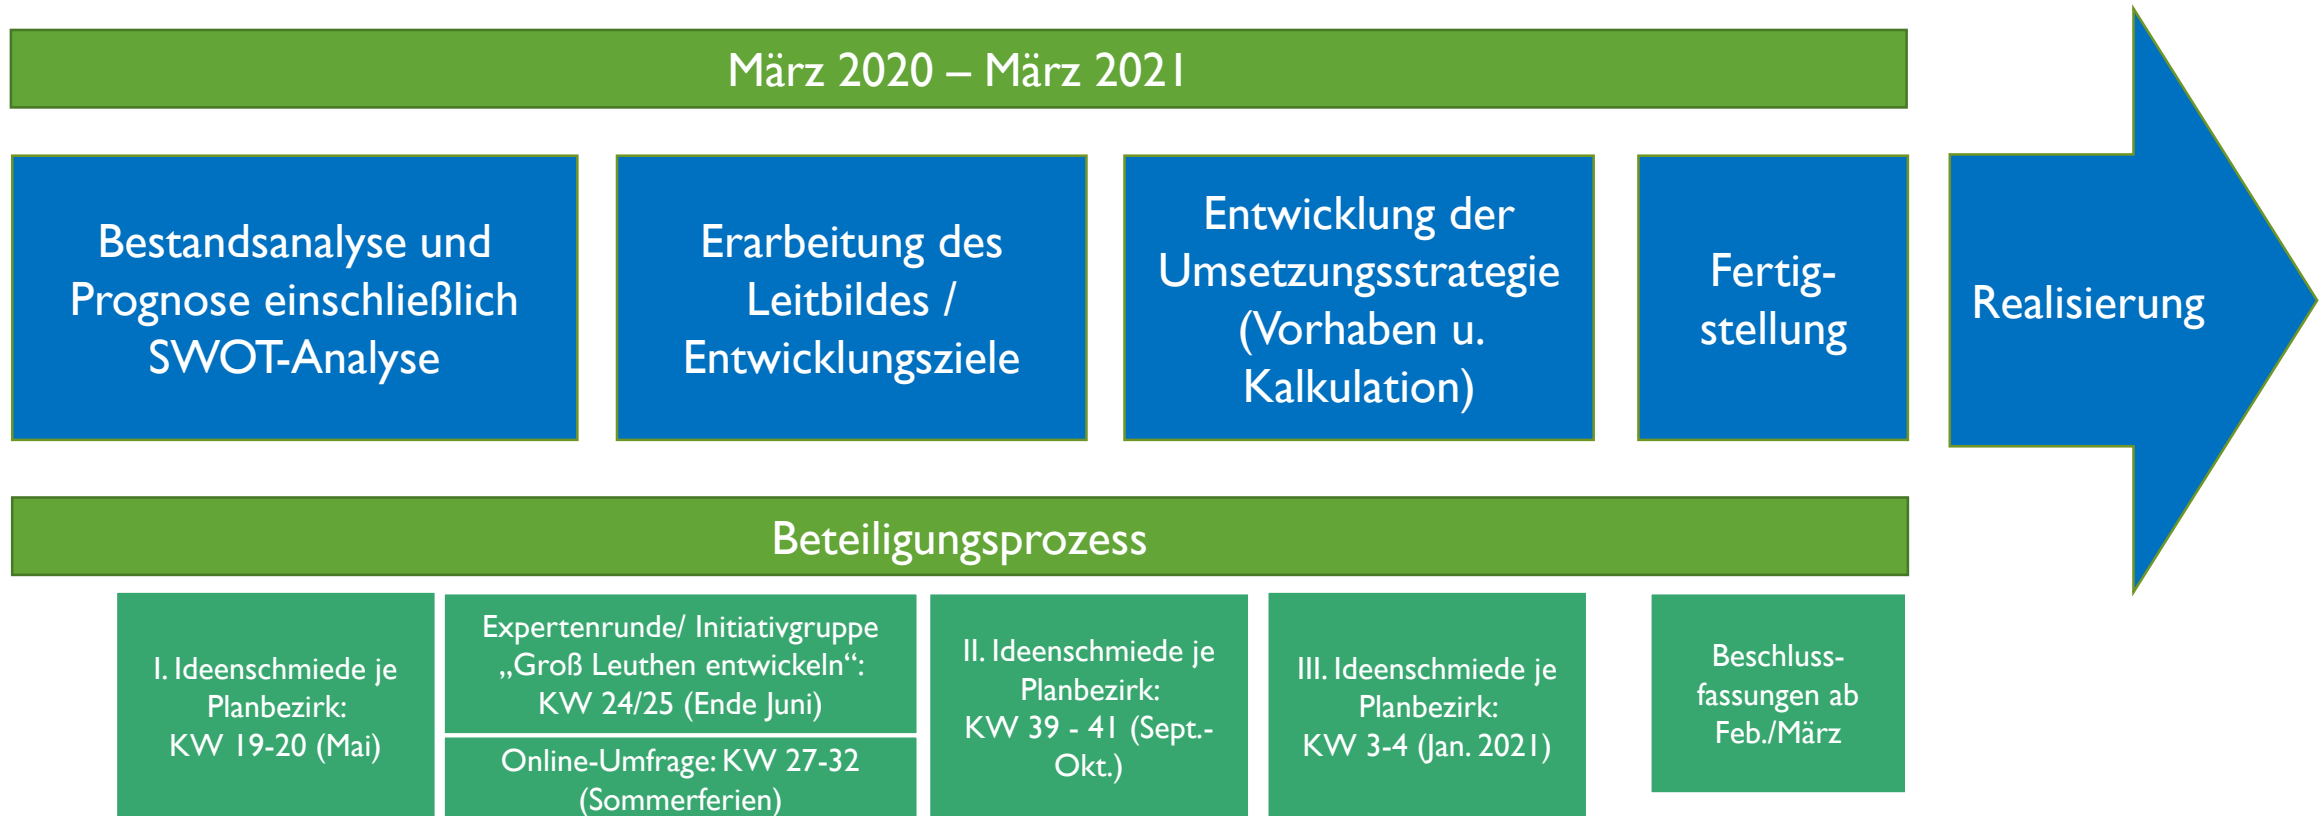 März 2020 – März 2021
Bestandsanalyse und
Prognose einschließlich
SWOT-Analyse
Erarbeitung des
Leitbildes /
Entwicklungsziele
Entwicklung der
Umsetzungsstrategie
(Vorhaben u.
Kalkulation)
Fertig-
stellung
Realisierung
Beteiligungsprozess
I. Ideenschmiede je
Planbezirk:
KW 19-20 (Mai)
Expertenrunde/ Initiativgruppe
„Groß Leuthen entwickeln“:
KW 24/25 (Ende Juni)
Online-Umfrage: KW 27-32
(Sommerferien)
II. Ideenschmiede je
Planbezirk:
KW 39 - 41 (Sept.-
Okt.)
III. Ideenschmiede je
Planbezirk:
KW 3-4 (Jan. 2021)
Beschluss-
fassungen ab
Feb./März